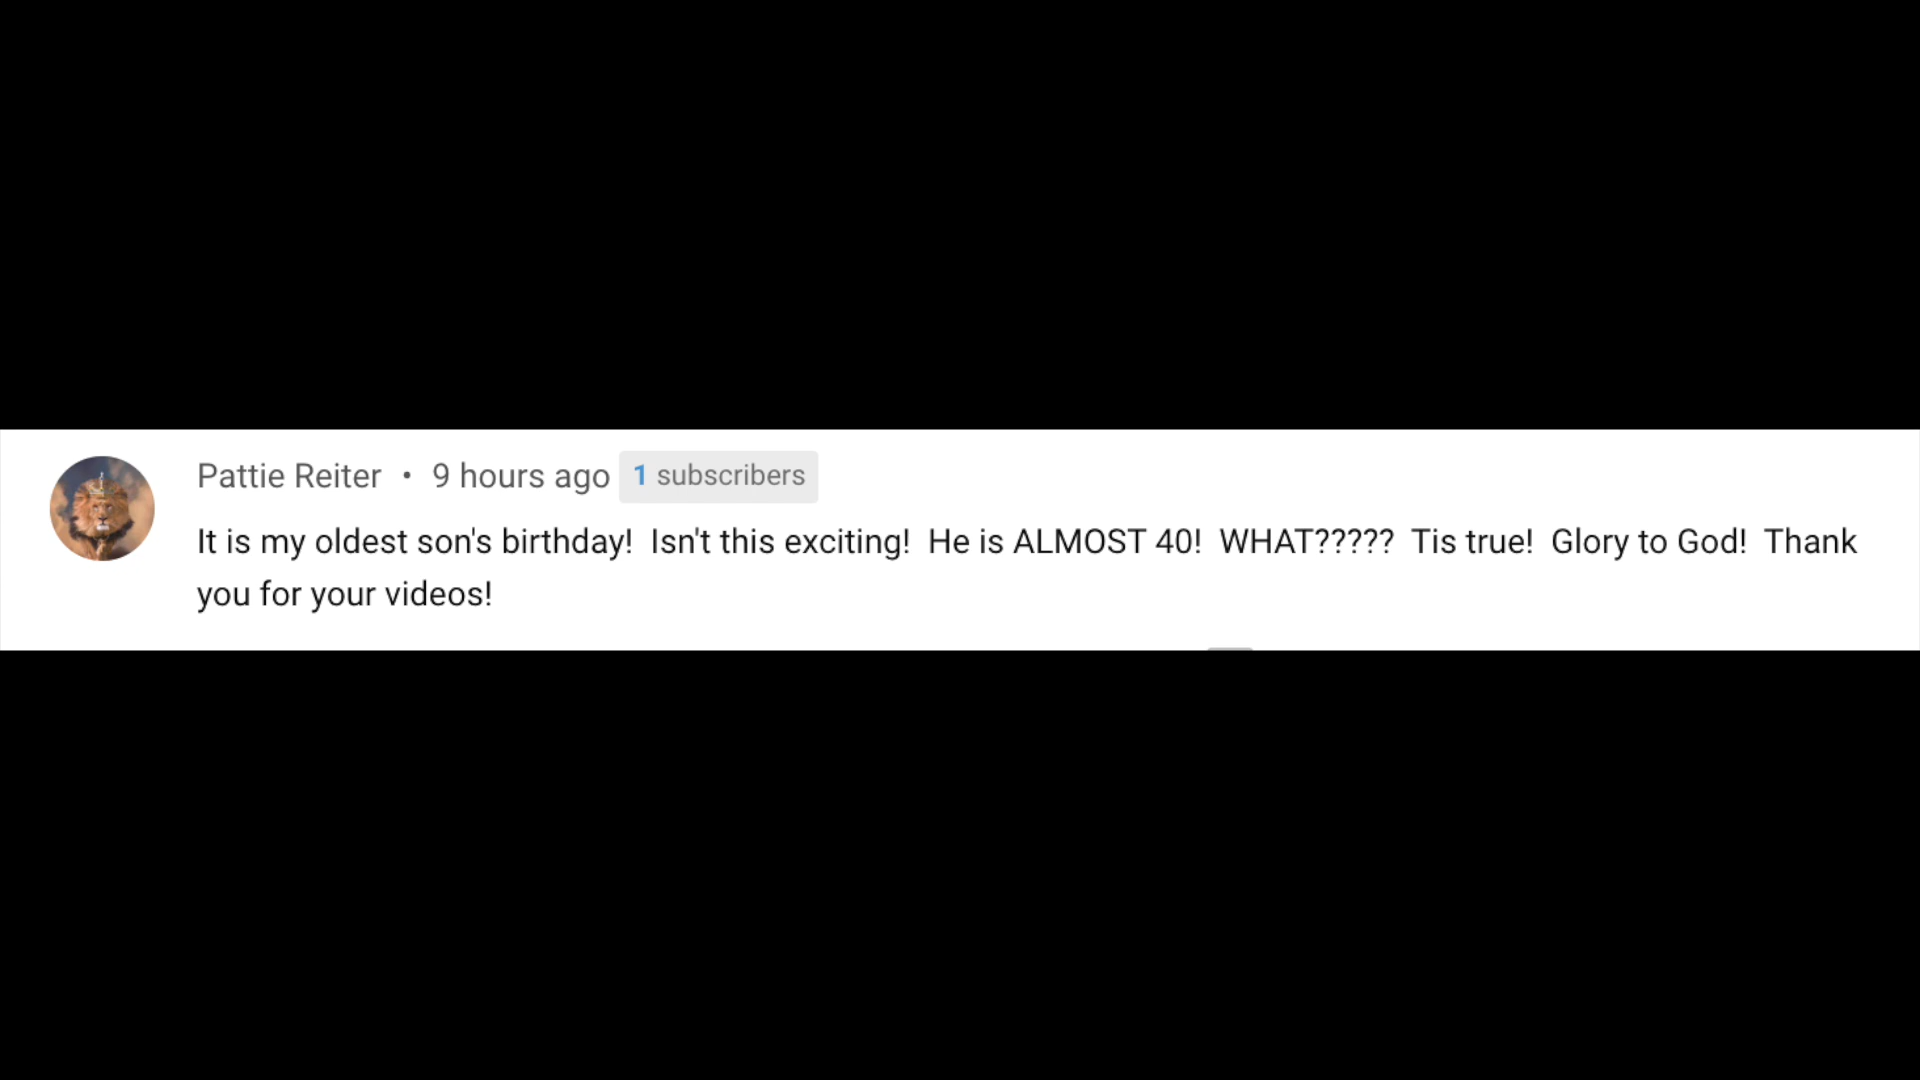 Pattie Reiter • 9 hours ago 1 subscribers
It is my oldest son's birthday!  Isn't this exciting!  He is ALMOST 40!  WHAT?????  Tis true!  Glory to God!  Thank
you for your videos!